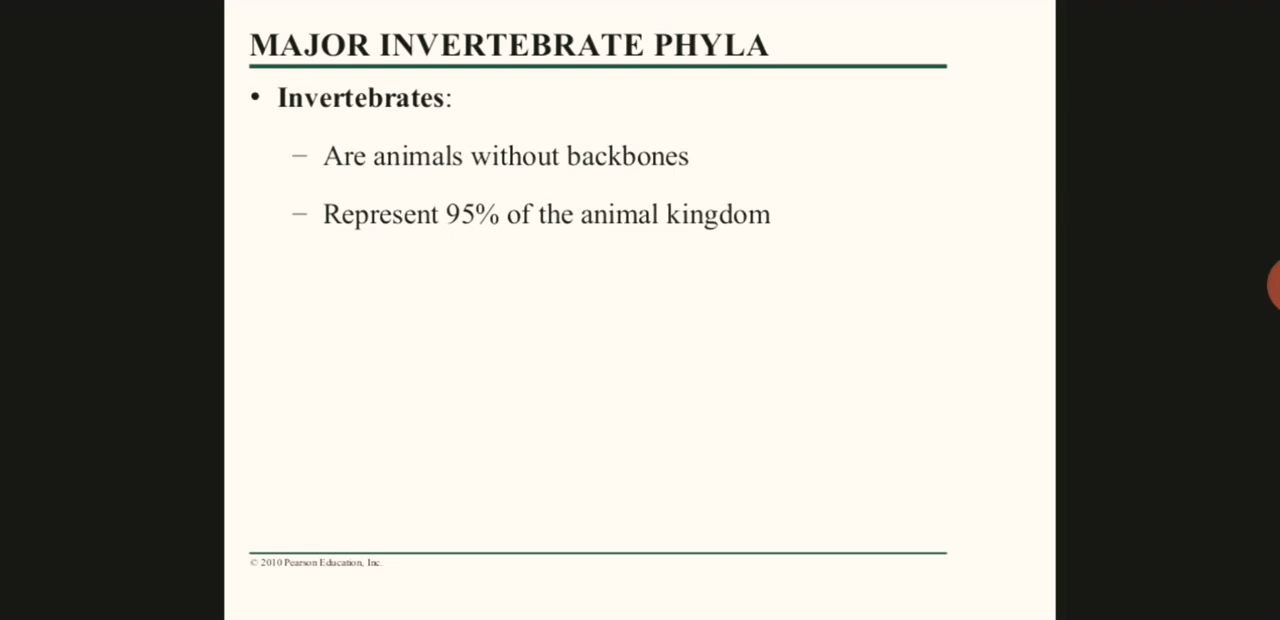 MAJOR INVERTEBRATE PHYLA
• Invertebrates:
– Are animals without backbones
– Represent 95% of the animal kingdom
© 2010 Pearson Education, Inc.